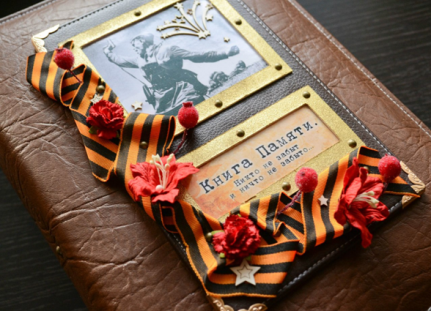 Книга Памяти.
Никто не забыт
и ничто не забыто...